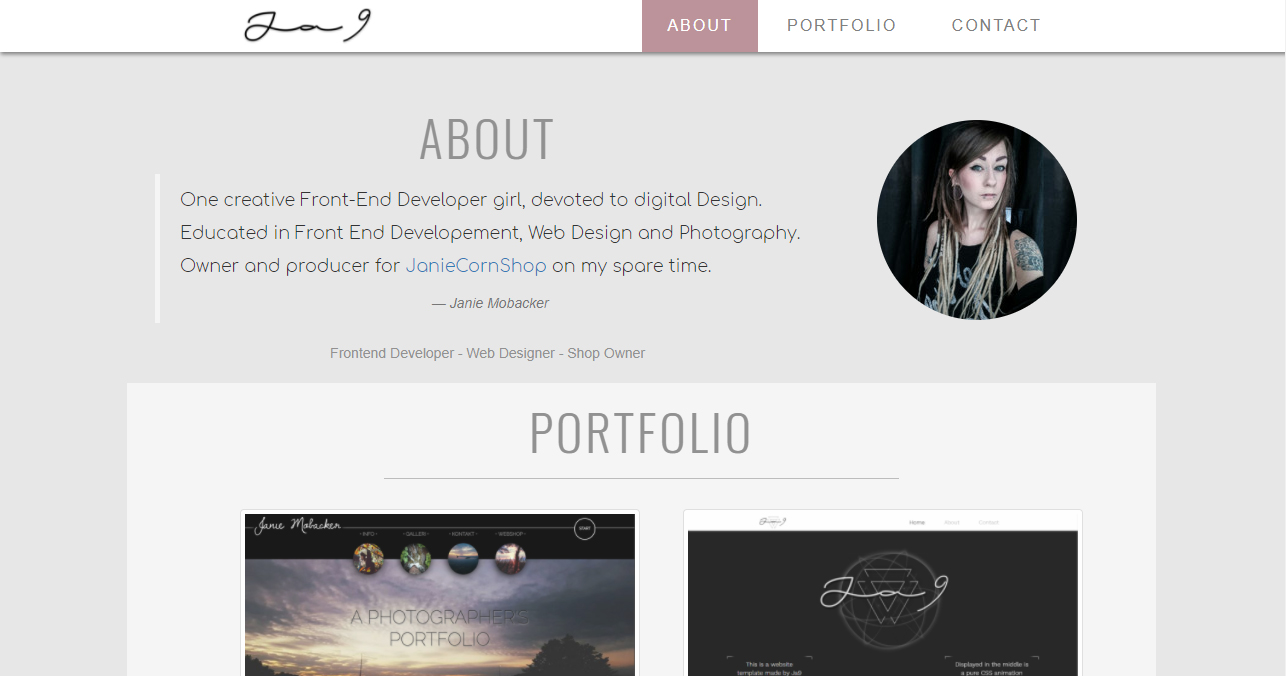 Ja9
ABOUT
PORTFOLIO
CONTACT
ABOUT
One creative Front-End Developer girl, devoted to digital Design.
Educated in Front End Developement, Web Design and Photography.
Owner and producer for JanieCornShop on my spare time.
— Janie Mobacker
Frontend Developer - Web Designer - Shop Owner
PORTFOLIO
Janie Mobacker
- INFO -
- GALLERI -
- KONTAKT -
- WEBSHOP -
START
A PHOTOGRAPHER'S
PORTFOLIO
Ja9
Home
About
Contact
Ja9
This is a website
template made by Ja9
Displayed in the middle is
a pure CSS animation